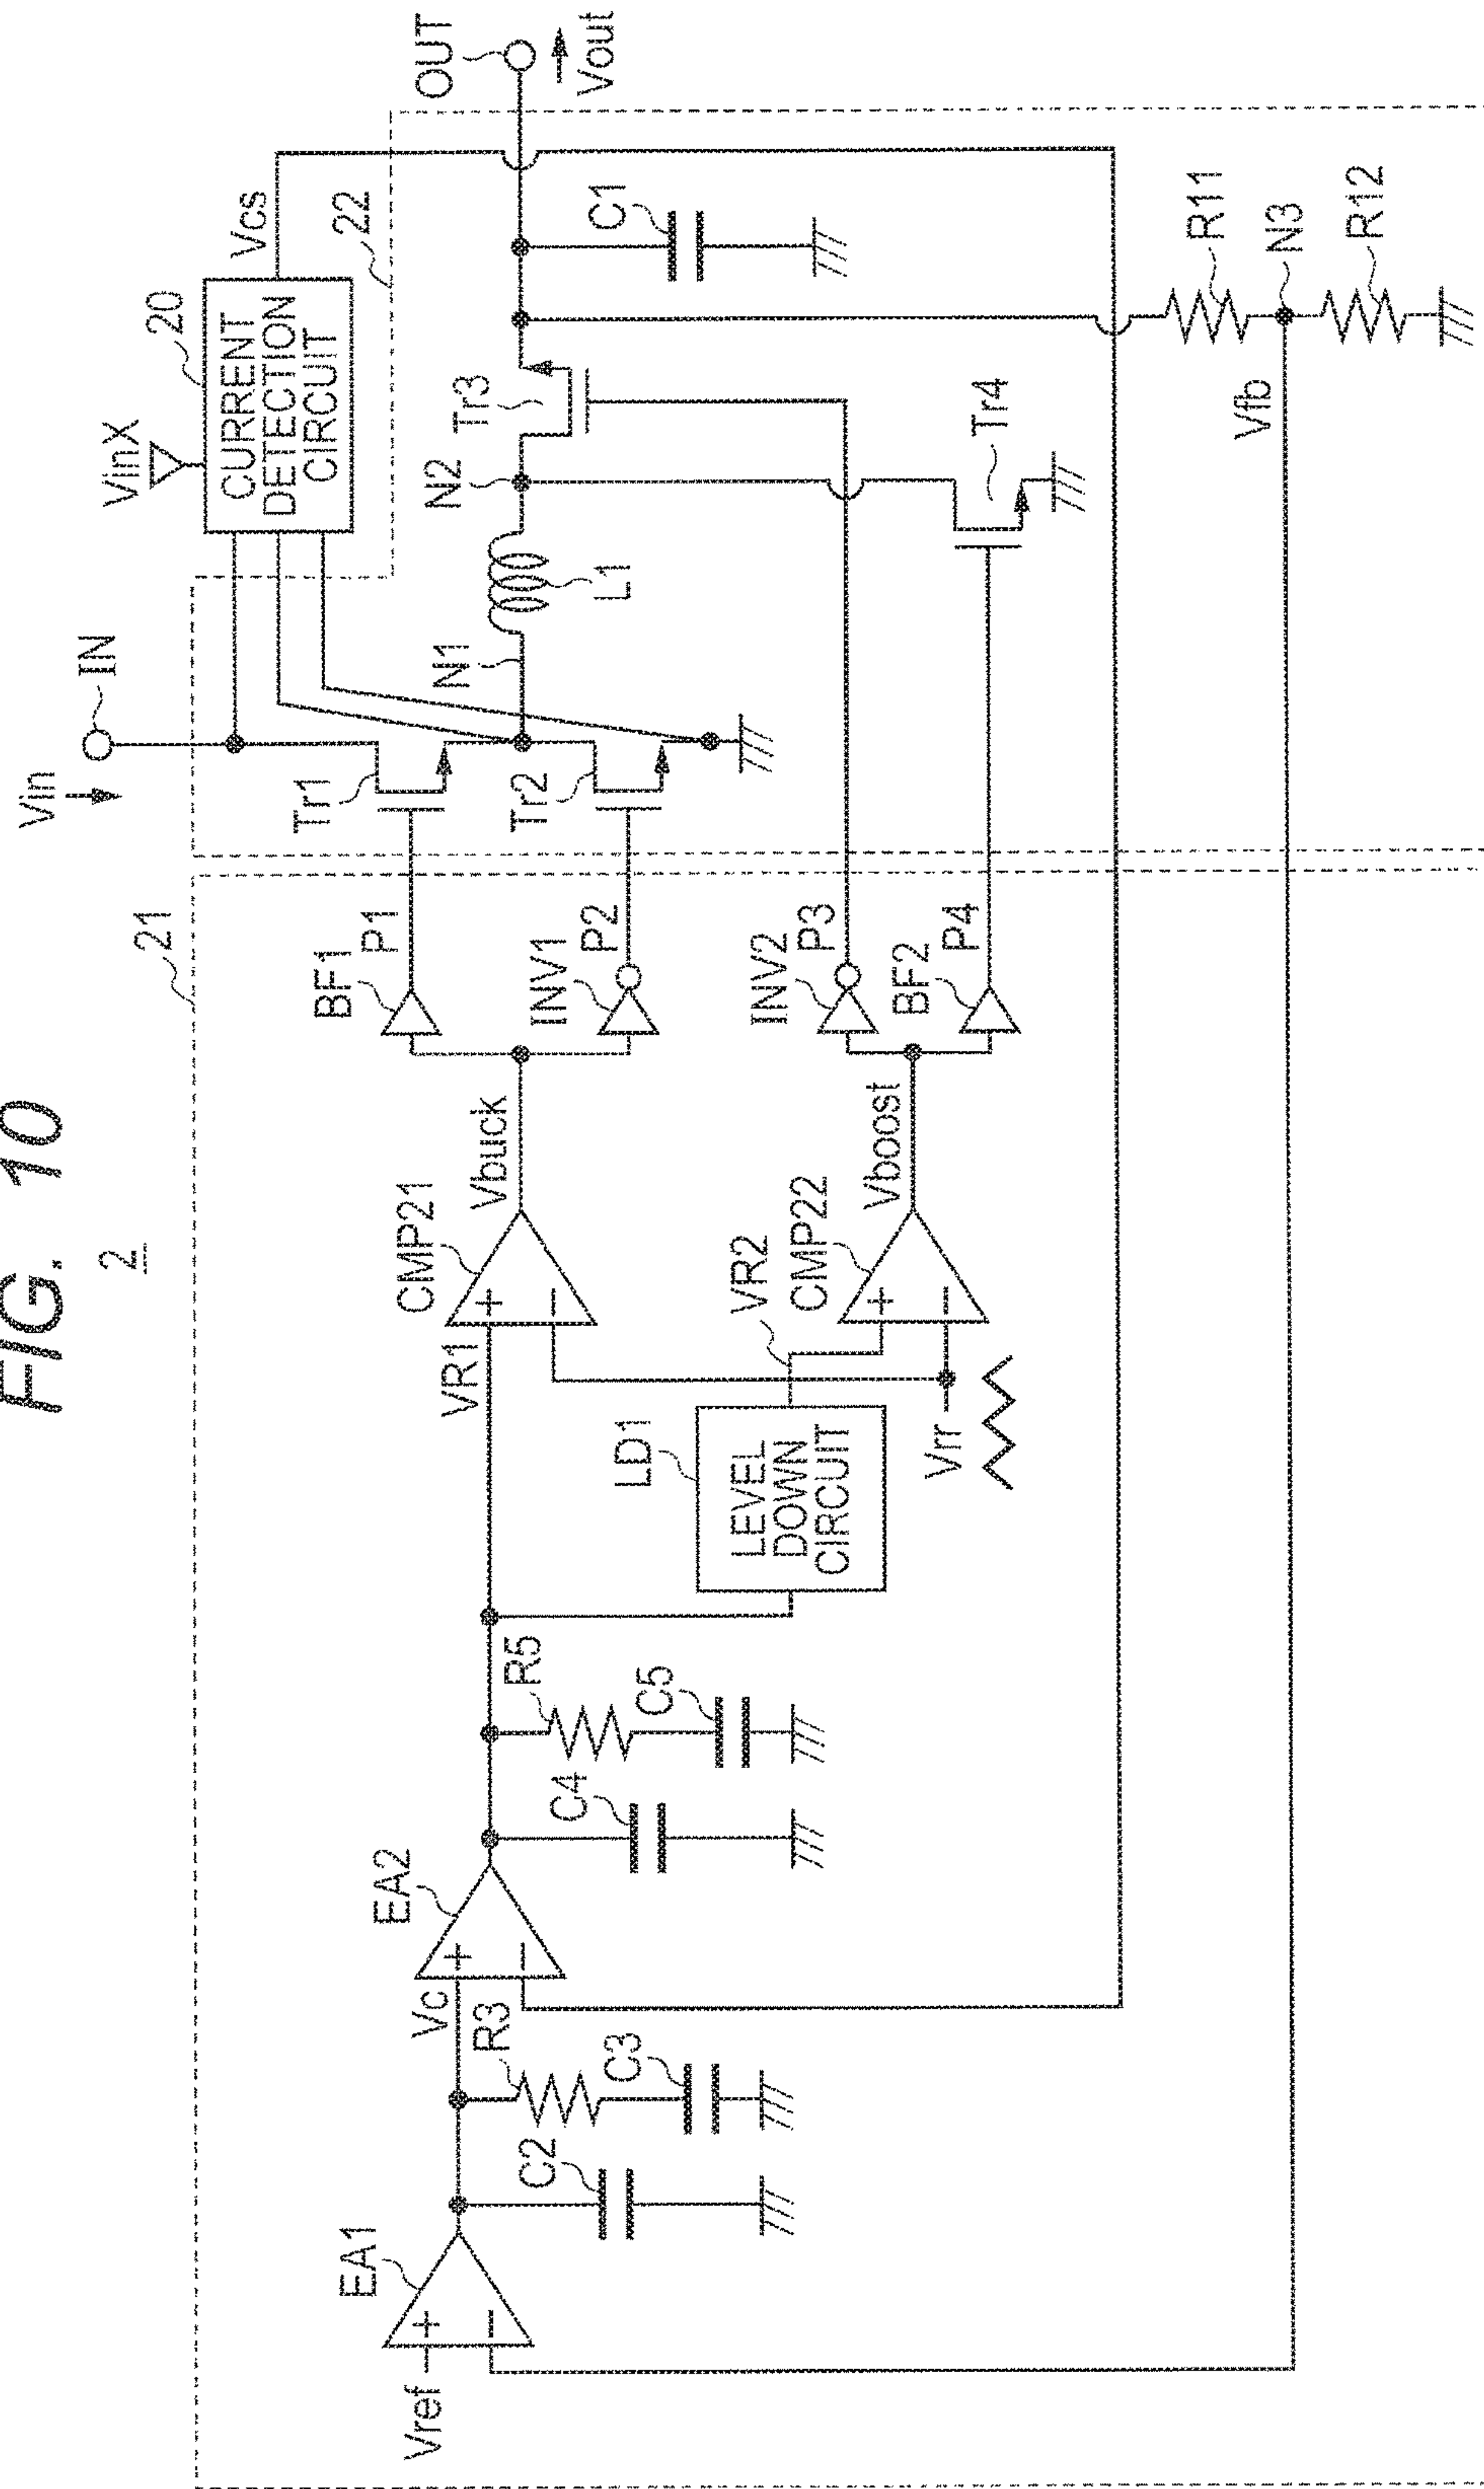 FIG. 10
2
21
Vin
IN
VinX
20
CURRENT
DETECTION
CIRCUIT
Vcs
22
OUT
Vout
Tr1
N1
L1
N2
Tr3
C1
Tr2
Tr4
R11
N3
R12
Vfb
BF1
P1
INV1
P2
INV2
P3
BF2
P4
Vbuck
Vboost
CMP21
+
−
CMP22
+
−
VR1
VR2
LD1
LEVEL
DOWN
CIRCUIT
Vrr
R5
C5
C4
EA2
+
−
Vc
R3
C3
C2
EA1
+
−
Vref